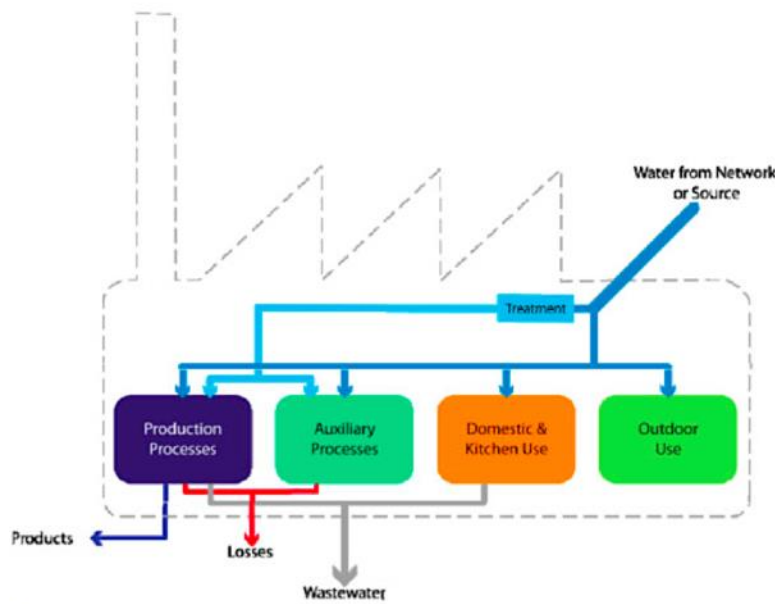 Water from Network
or Source
Treatment
Production
Processes
Auxiliary
Processes
Domestic &
Kitchen Use
Outdoor
Use
Products
Losses
Wastewater